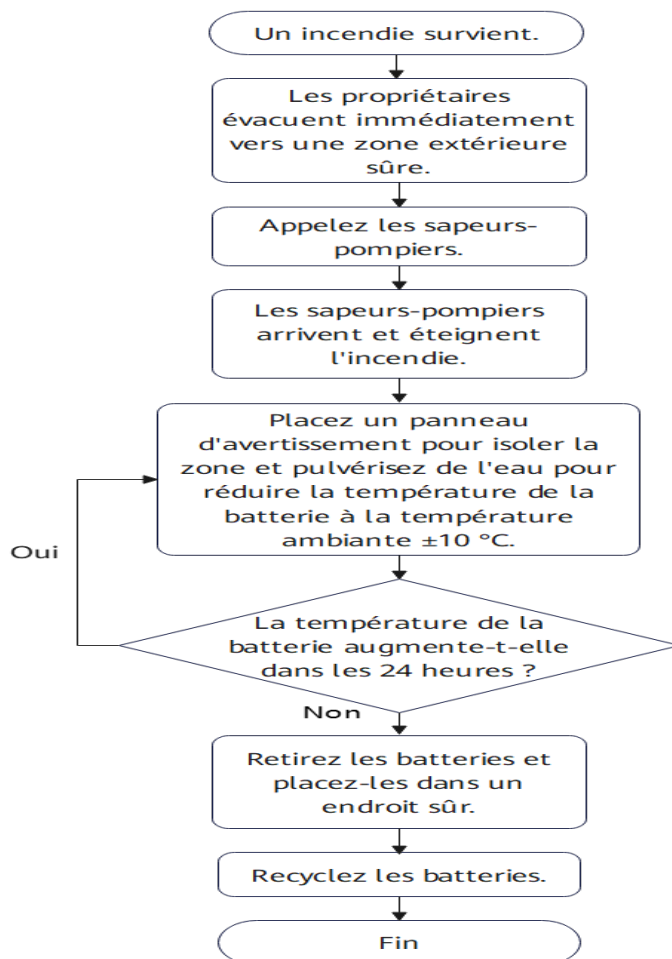 Un incendie survient.
Les propriétaires
évacuent immédiatement
vers une zone extérieure
sûre.
Appelez les sapeurs-
pompiers.
Les sapeurs-pompiers
arrivent et éteignent
l'incendie.
Placez un panneau
d'avertissement pour isoler la
zone et pulvérisez de l'eau pour
réduire la température de la
batterie à la température
ambiante ±10 °C.
Oui
La température de la
batterie augmente-t-elle
dans les 24 heures ?
Non
Retirez les batteries et
placez-les dans un
endroit sûr.
Recyclez les batteries.
Fin